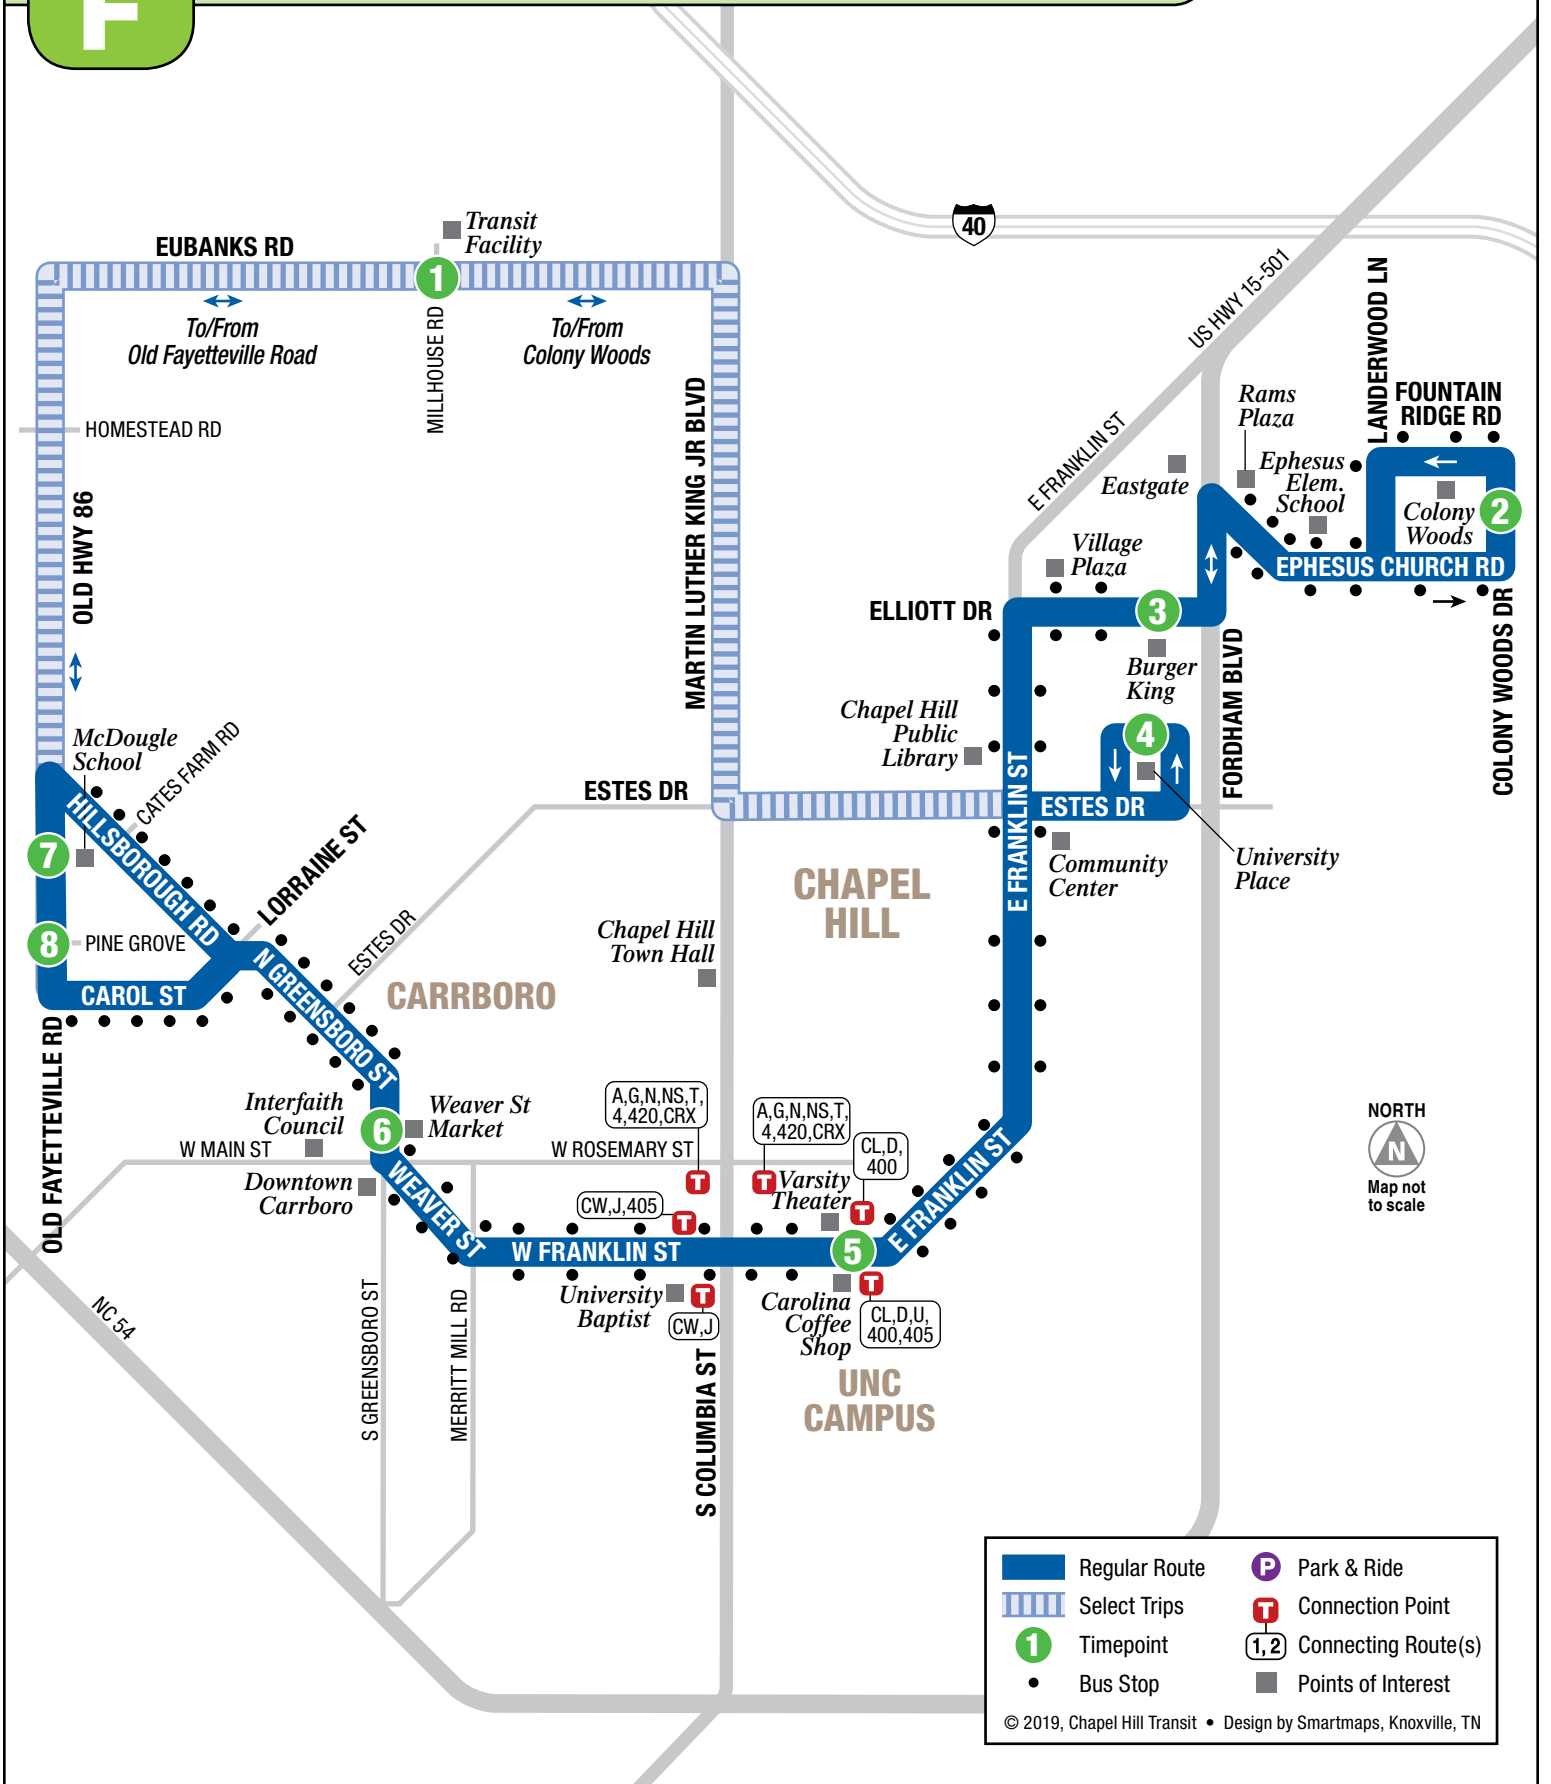 F
40
Transit
Facility
EUBANKS RD
1
To/From
Old Fayetteville Road
To/From
Colony Woods
MILLHOUSE RD
US HWY 15-501
LANDERWOOD LN
FOUNTAIN
RIDGE RD
Rams
Plaza
HOMESTEAD RD
MARTIN LUTHER KING JR BLVD
E FRANKLIN ST
Eastgate
Ephesus
Elem.
School
Colony
Woods
2
OLD HWY 86
Village
Plaza
EPHESUS CHURCH RD
ELLIOTT DR
3
Burger
King
FORDHAM BLVD
COLONY WOODS DR
Chapel Hill
Public
Library
McDougle
School
CATES FARM RD
4
ESTES DR
E FRANKLIN ST
ESTES DR
HILLSBOROUGH RD
7
LORRAINE ST
Community
Center
University
Place
CHAPEL
HILL
8
PINE GROVE
ESTES DR
Chapel Hill
Town Hall
N GREENSBORO ST
CAROL ST
CARRBORO
OLD FAYETTEVILLE RD
Interfaith
Council
6
Weaver St
Market
A,G,N,NS,T,
4,420,CRX
A,G,N,NS,T,
4,420,CRX
CL,D,
400
NORTH
N
Map not
to scale
W MAIN ST
W ROSEMARY ST
E FRANKLIN ST
Downtown
Carrboro
T
T
Varsity
Theater
T
WEAVER ST
CW,J,405
T
W FRANKLIN ST
5
NC 54
S GREENSBORO ST
MERRITT MILL RD
University
Baptist
T
CW,J
Carolina
Coffee
Shop
T
CL,D,U,
400,405
S COLUMBIA ST
UNC
CAMPUS
Regular Route
P
Park & Ride
Select Trips
T
Connection Point
1
Timepoint
1,2
Connecting Route(s)
Bus Stop
Points of Interest
© 2019, Chapel Hill Transit • Design by Smartmaps, Knoxville, TN